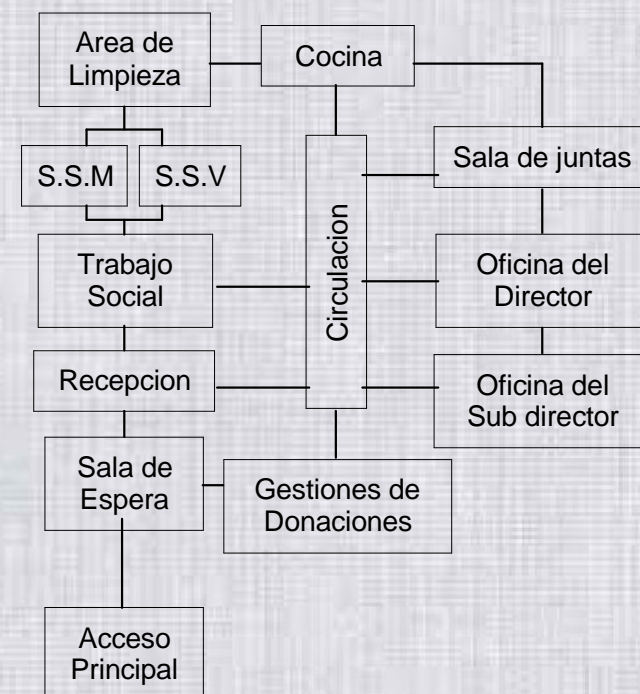 Area de
Limpieza
Cocina
S.S.M
S.S.V
Sala de juntas
Circulacion
Trabajo
Social
Oficina del
Director
Recepcion
Oficina del
Sub director
Sala de
Espera
Gestiones de
Donaciones
Acceso
Principal